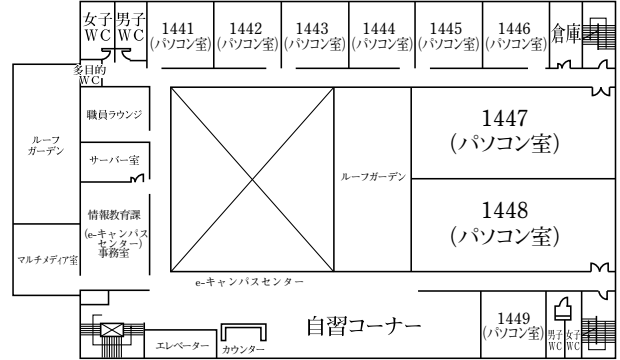 女子 男子
WC WC
1441
(パソコン室)
1442
(パソコン室)
1443
(パソコン室)
1444
(パソコン室)
1445
(パソコン室)
1446
(パソコン室)
倉庫
多目的
WC
職員ラウンジ
ルーフ
ガーデン
サーバー室
情報教育課
(e-キャンパス
センター)
事務室
マルチメディア室
ルーフガーデン
1447
(パソコン室)
1448
(パソコン室)
e-キャンパスセンター
自習コーナー
エレベーター
カウンター
1449
(パソコン室)
男子 女子
WC WC